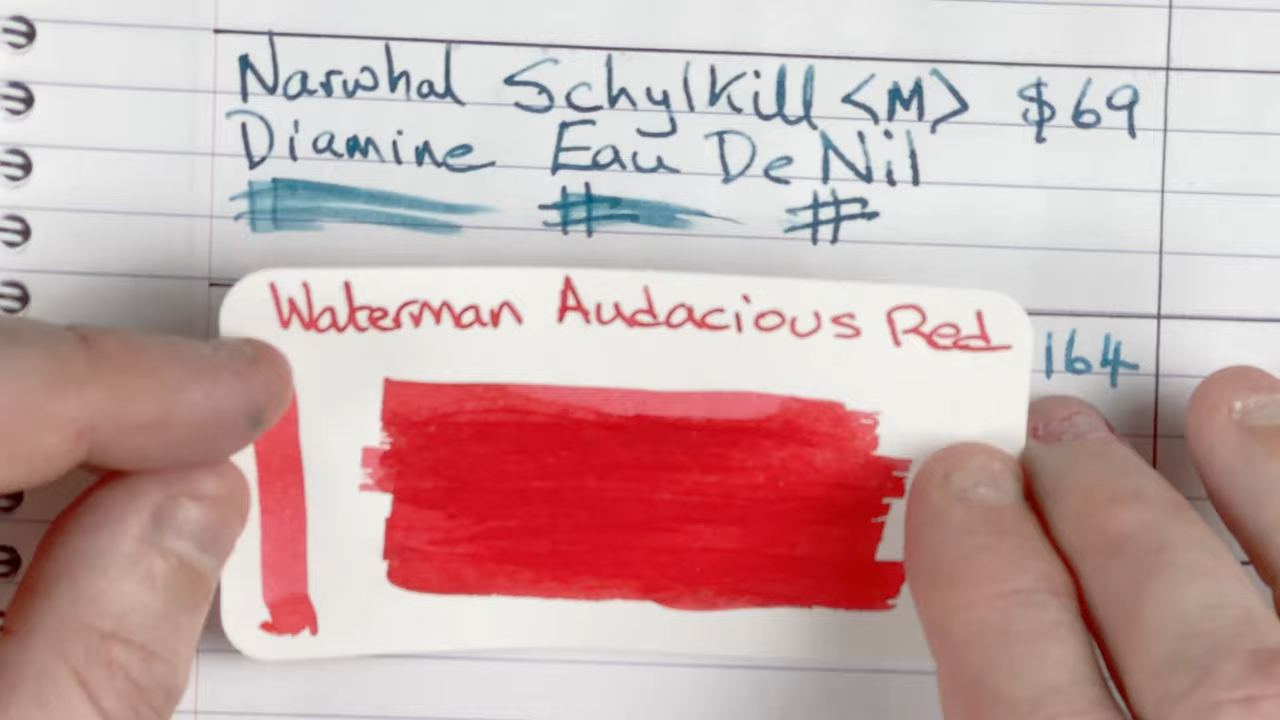 Narwhal Schylkill <M> $69
Diamine Eau De Nil
# #
Waterman Audacious Red
164